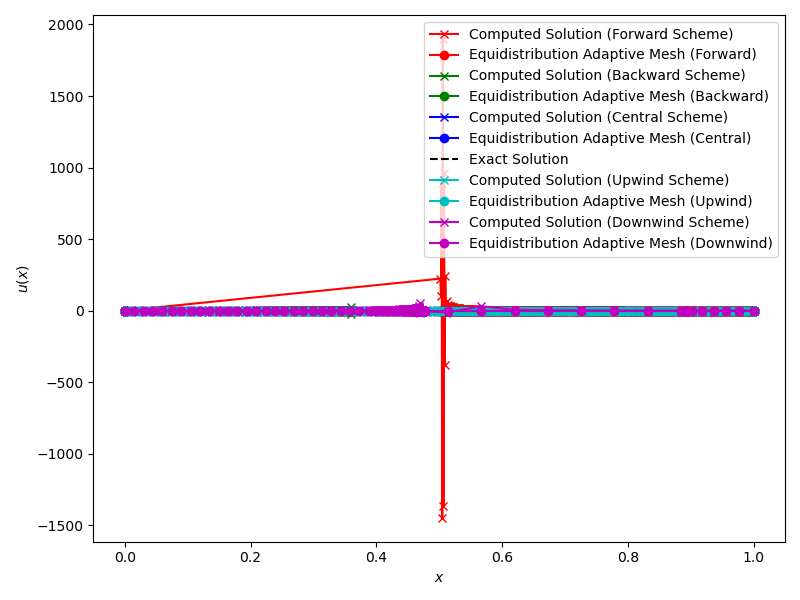 2000
1500
1000
500
0
−500
−1000
−1500
u(x)
Computed Solution (Forward Scheme)
Equidistribution Adaptive Mesh (Forward)
Computed Solution (Backward Scheme)
Equidistribution Adaptive Mesh (Backward)
Computed Solution (Central Scheme)
Equidistribution Adaptive Mesh (Central)
Exact Solution
Computed Solution (Upwind Scheme)
Equidistribution Adaptive Mesh (Upwind)
Computed Solution (Downwind Scheme)
Equidistribution Adaptive Mesh (Downwind)
0.0 0.2 0.4 0.6 0.8 1.0
x